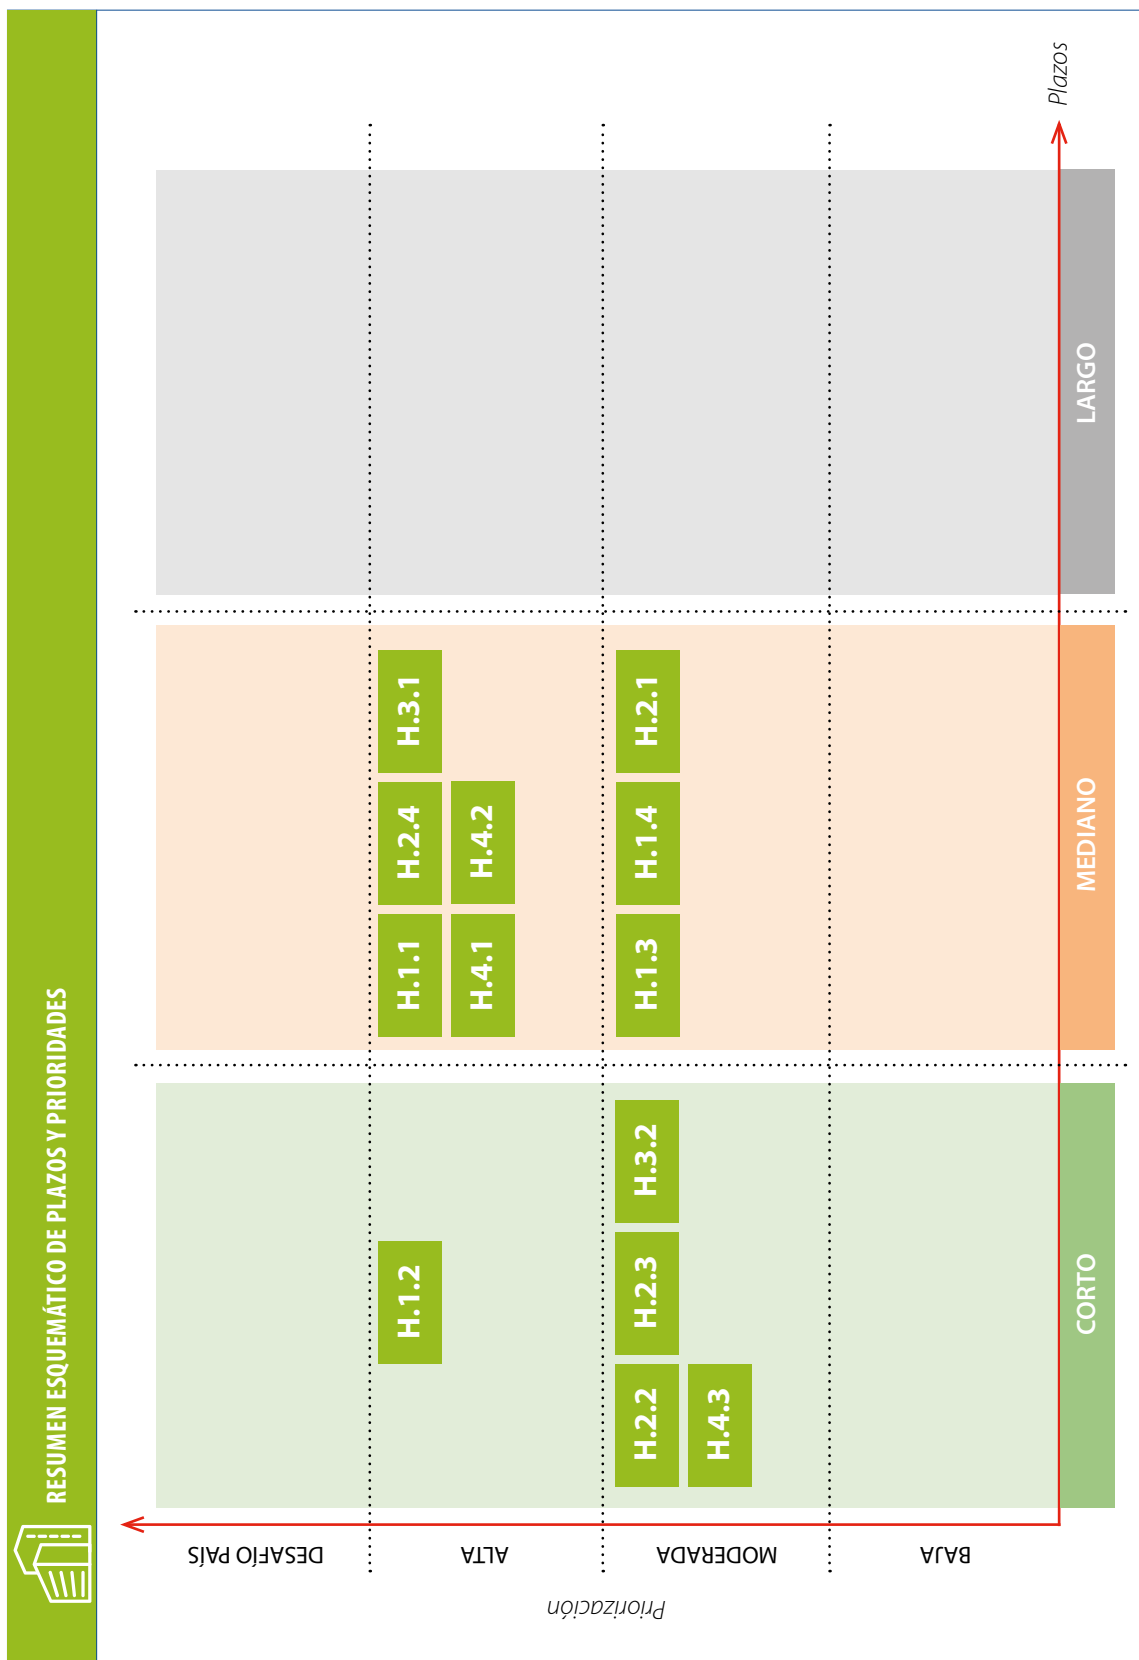 RESUMEN ESQUEMÁTICO DE PLAZOS Y PRIORIDADES
Priorización
DESAFÍO PAÍS
ALTA
H.1.2
H.1.1
H.2.4
H.3.1
H.4.1
H.4.2
MODERADA
H.2.2
H.2.3
H.3.2
H.4.3
H.1.3
H.1.4
H.2.1
BAJA
CORTO
MEDIANO
LARGO
Plazos